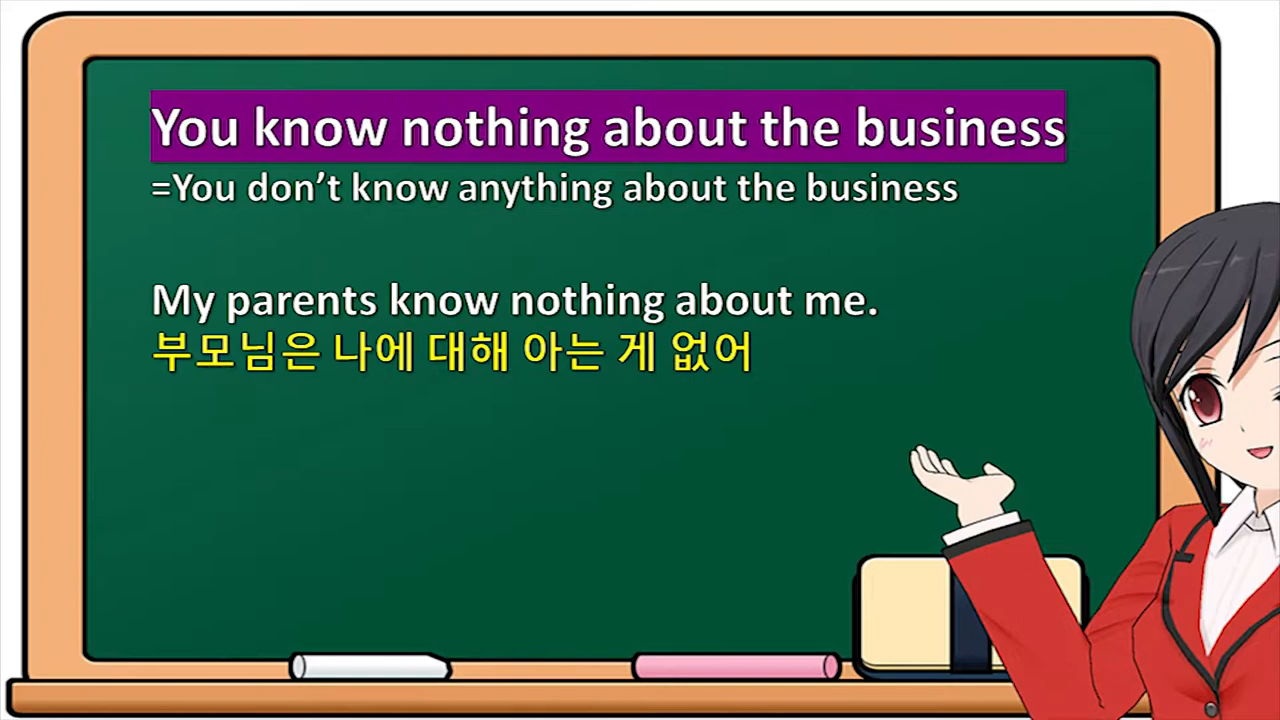 You know nothing about the business
=You don’t know anything about the business
My parents know nothing about me.
부모님은 나에 대해 아는 게 없어